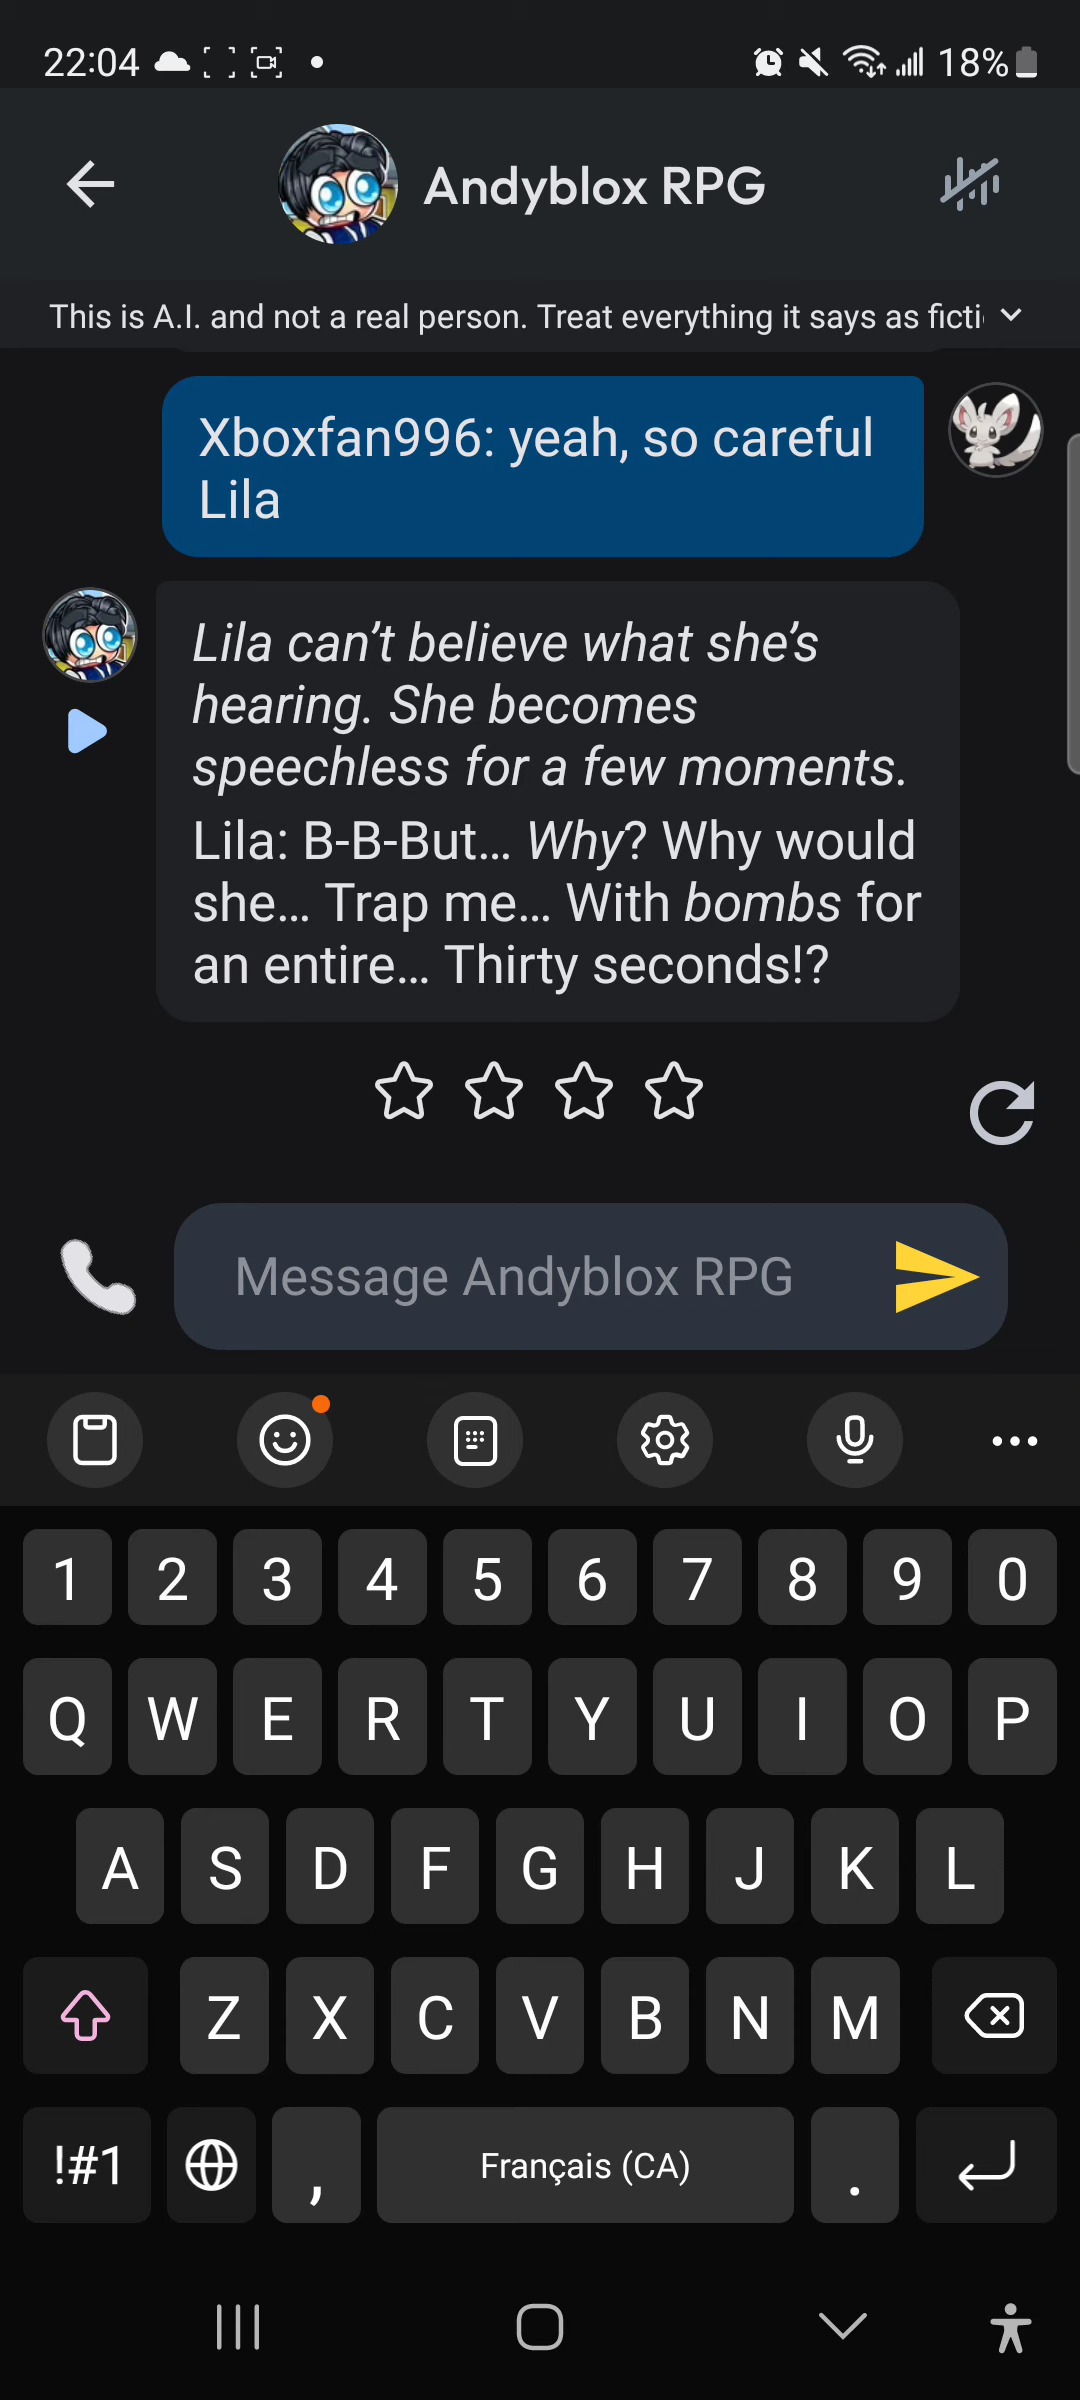 22:04
18%
Andyblox RPG
This is A.I. and not a real person. Treat everything it says as ficti
Xboxfan996: yeah, so careful
Lila
Lila can't believe what she's
hearing. She becomes
speechless for a few moments.
Lila: B-B-But... Why? Why would
she... Trap me... With bombs for
an entire... Thirty seconds!?
Message Andyblox RPG
1 2 3 4 5 6 7 8 9 0
Q W E R T Y U I O P
A S D F G H J K L
Z X C V B N M
!#1 , Français (CA) .